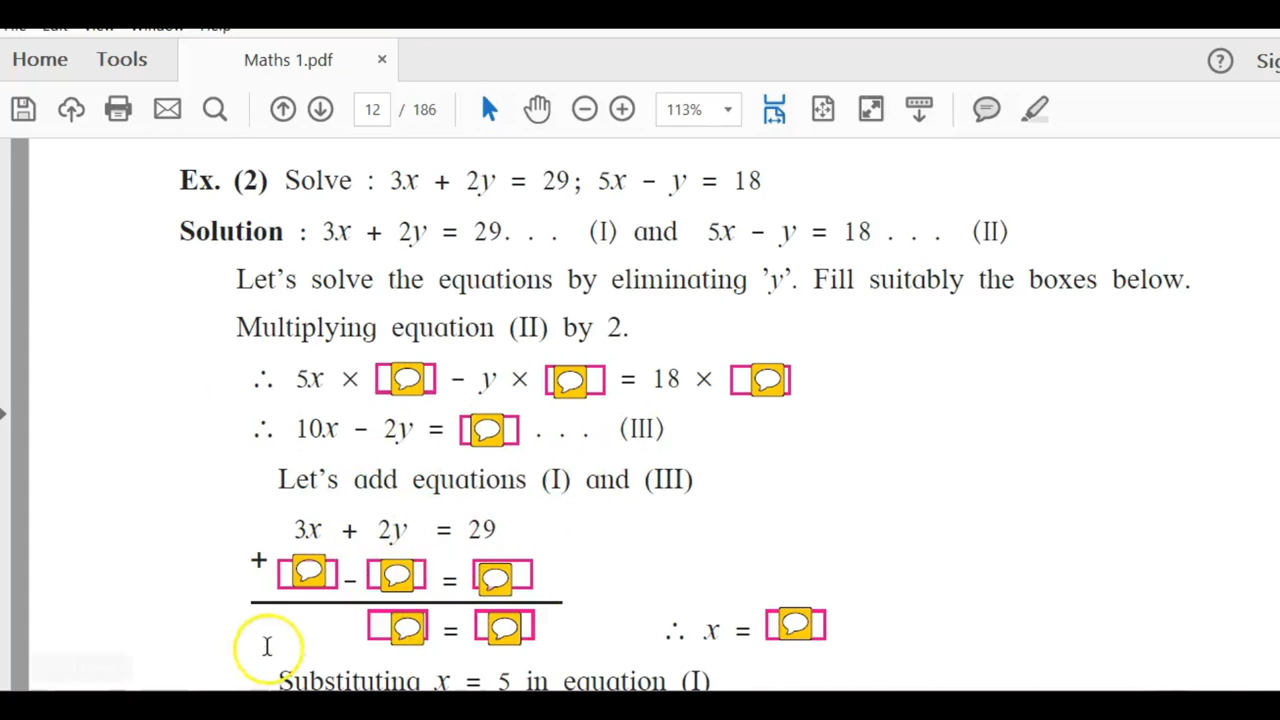 Home Tools Maths 1.pdf × ? Sig
12 / 186 113%
Ex. (2) Solve : 3x + 2y = 29; 5x - y = 18
Solution : 3x + 2y = 29. . . (I) and 5x - y = 18 . . . (II)
Let's solve the equations by eliminating 'y'. Fill suitably the boxes below.
Multiplying equation (II) by 2.
∴ 5x × - y × = 18 ×
∴ 10x - 2y = . . . (III)
Let's add equations (I) and (III)
3x + 2y = 29
+ - =
= ∴ x =
Substituting x = 5 in equation (I)